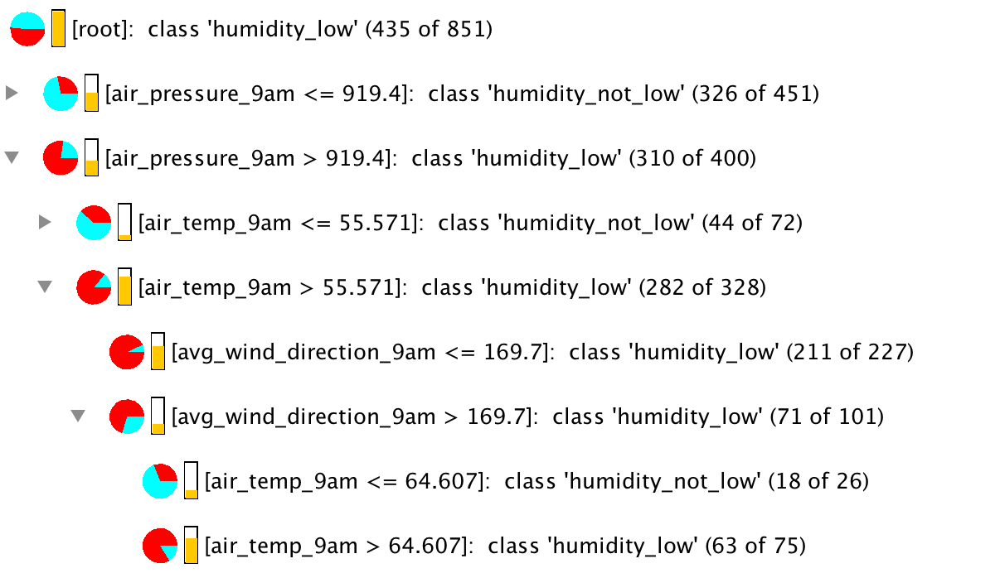 [root]: class 'humidity_low' (435 of 851)
[air_pressure_9am <= 919.4]: class 'humidity_not_low' (326 of 451)
[air_pressure_9am > 919.4]: class 'humidity_low' (310 of 400)
[air_temp_9am <= 55.571]: class 'humidity_not_low' (44 of 72)
[air_temp_9am > 55.571]: class 'humidity_low' (282 of 328)
[avg_wind_direction_9am <= 169.7]: class 'humidity_low' (211 of 227)
[avg_wind_direction_9am > 169.7]: class 'humidity_low' (71 of 101)
[air_temp_9am <= 64.607]: class 'humidity_not_low' (18 of 26)
[air_temp_9am > 64.607]: class 'humidity_low' (63 of 75)